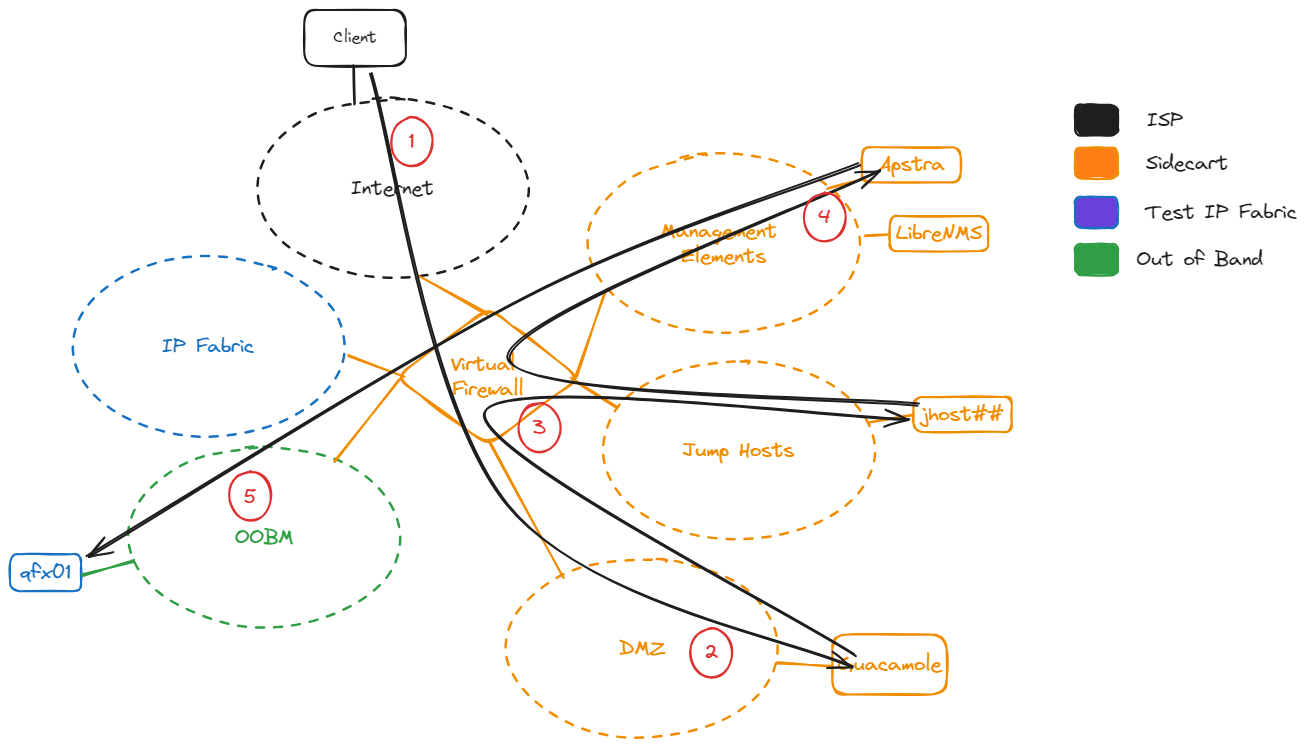 Client
1
Internet
Apstra
4
Management
Elements
LibreNMS
IP Fabric
Virtual
Firewall
jhost##
3
Jump Hosts
5
OOBM
qfx01
DMZ
2
Guacamole
ISP
Sidecart
Test IP Fabric
Out of Band